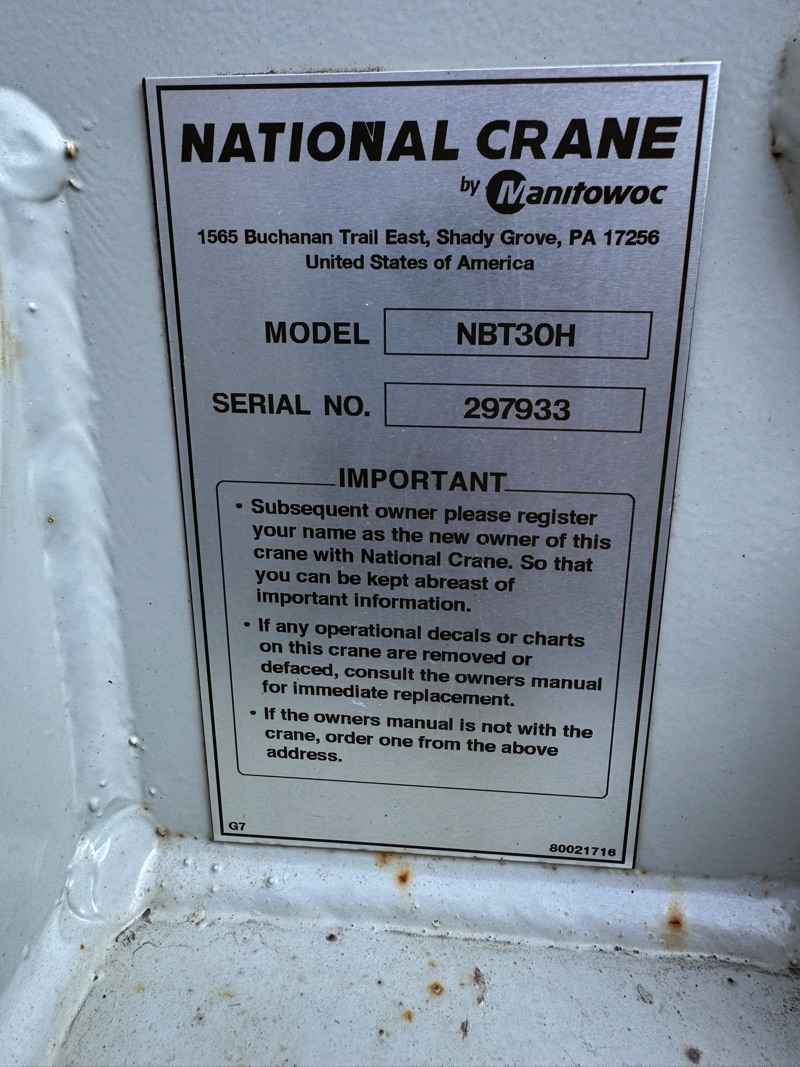 NATIONAL CRANE
by Manitowoc
1565 Buchanan Trail East, Shady Grove, PA 17256
United States of America
MODEL NBT30H
SERIAL NO. 297933
IMPORTANT
• Subsequent owner please register
your name as the new owner of this
crane with National Crane. So that
you can be kept abreast of
important information.
• If any operational decals or charts
on this crane are removed or
defaced, consult the owners manual
for immediate replacement.
• If the owners manual is not with the
crane, order one from the above
address.
G7
80021716